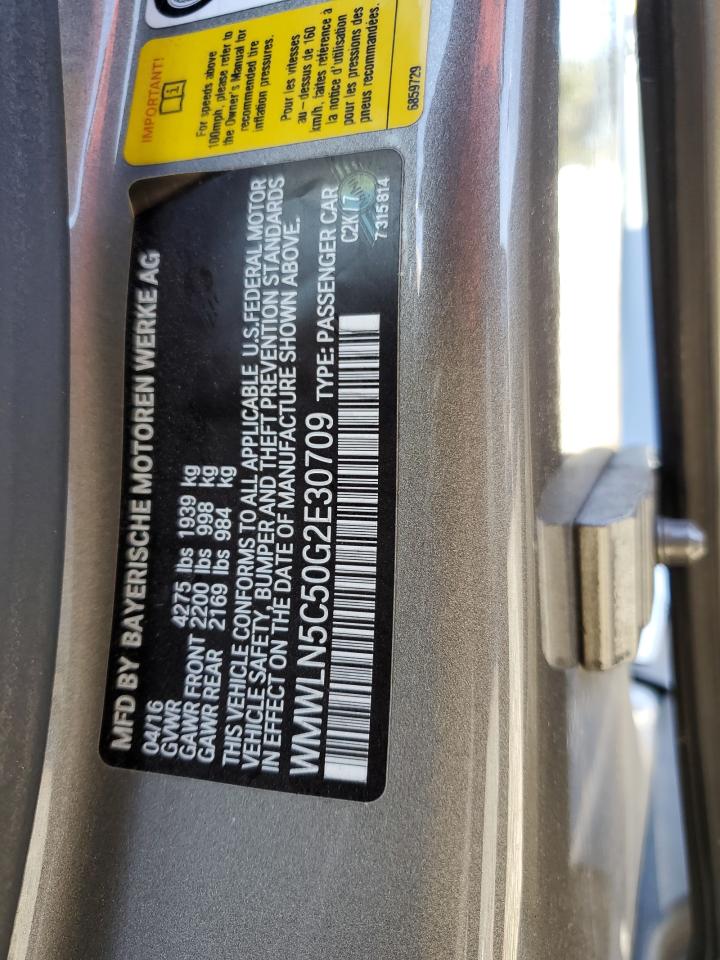 IMPORTANT!
For speeds above
100mph, please refer to
the Owner's Manual for
recommended tire
inflation pressures.
Pour les vitesses
au - dessus de 160
km/h, faites référence à
la notice d'utilisation
pour les pressions des
pneus recommandées.
6859729
MFD BY BAYERISCHE MOTOREN WERKE AG
04/16
GVWR 4275 lbs 1939 kg
GAWR FRONT 2200 lbs 998 kg
GAWR REAR 2169 lbs 984 kg
THIS VEHICLE CONFORMS TO ALL APPLICABLE U.S. FEDERAL MOTOR
VEHICLE SAFETY, BUMPER AND THEFT PREVENTION STANDARDS
IN EFFECT ON THE DATE OF MANUFACTURE SHOWN ABOVE.
WMWLN5C50G2E30709 TYPE: PASSENGER CAR
C2K/7
7315814